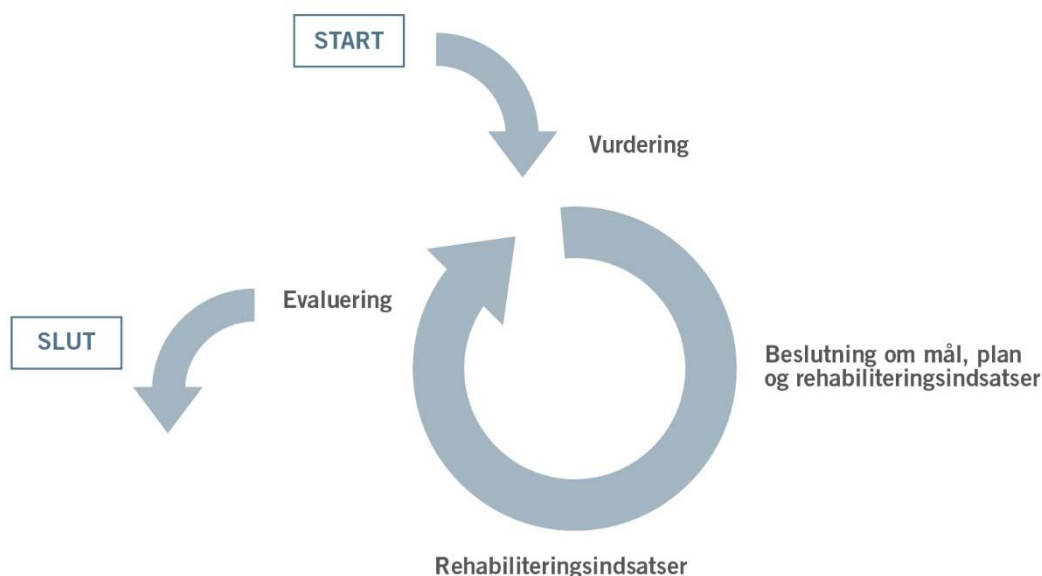 START
Vurdering
Evaluering
SLUT
Beslutning om mål, plan
og rehabiliteringsindsatser
Rehabiliteringsindsatser